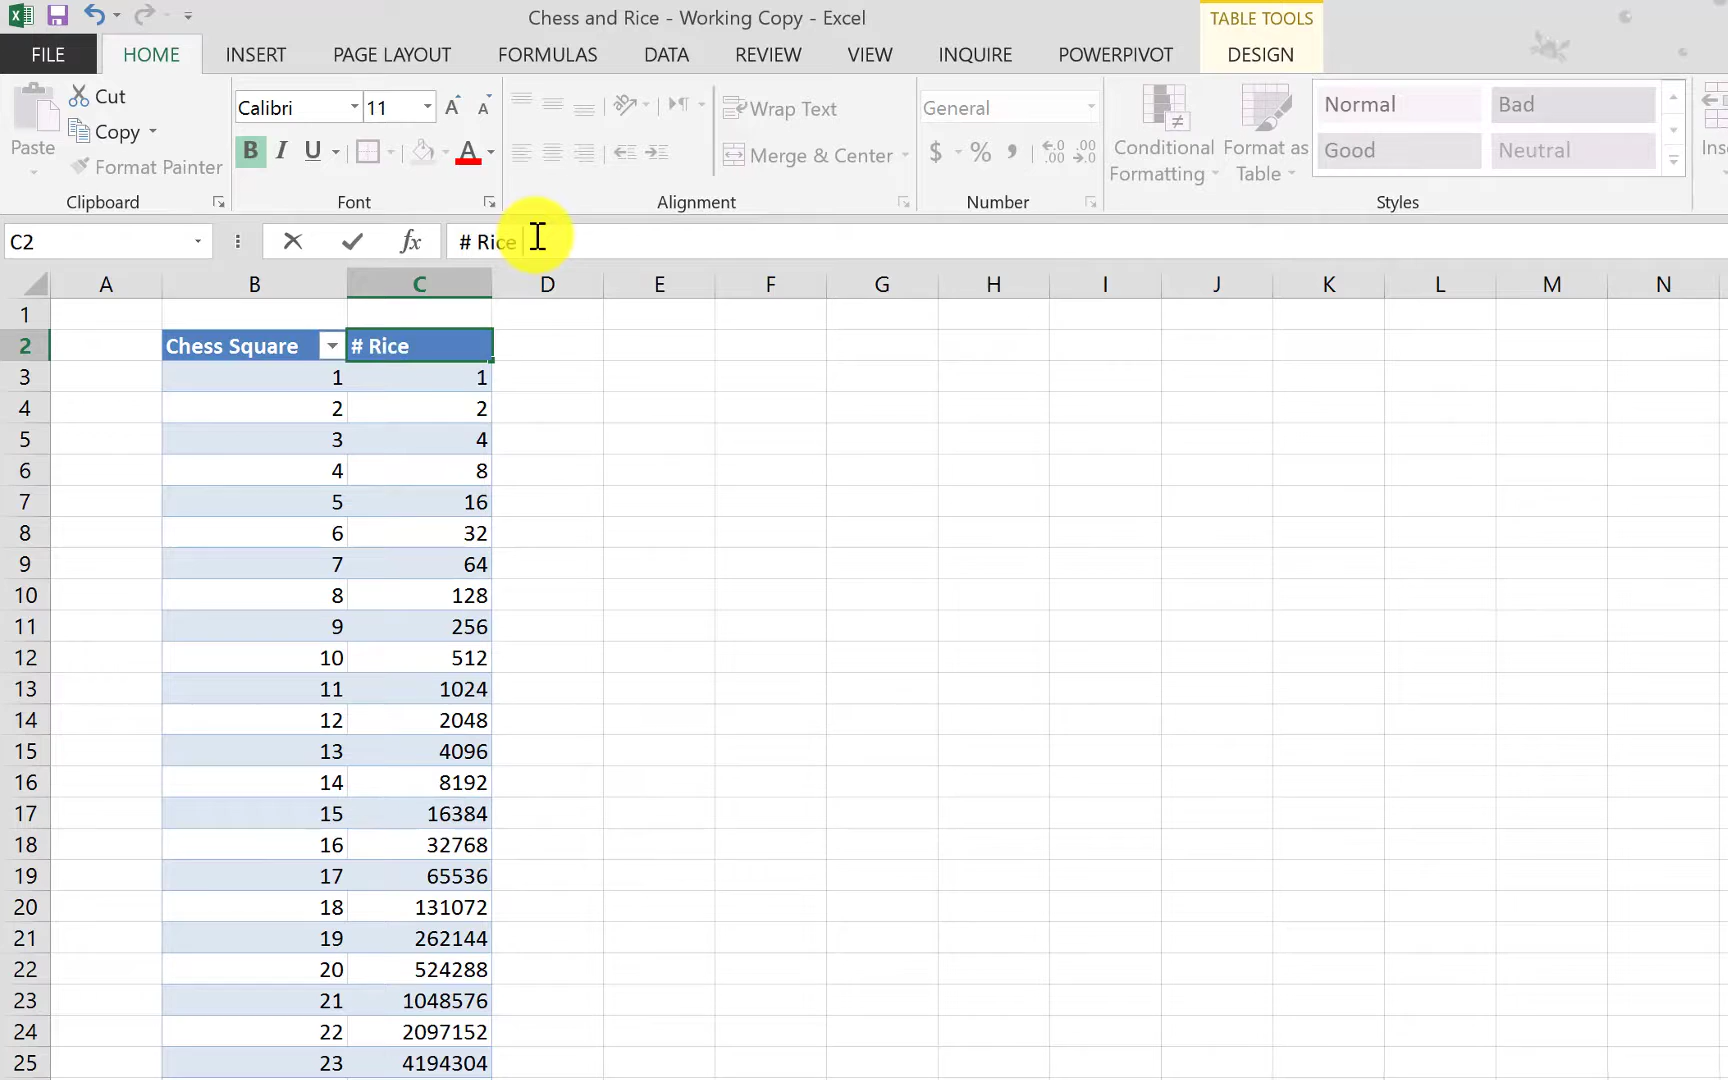 Chess and Rice - Working Copy - Excel
TABLE TOOLS
FILE HOME INSERT PAGE LAYOUT FORMULAS DATA REVIEW VIEW INQUIRE POWERPIVOT DESIGN
Paste
Cut
Copy
Format Painter
Clipboard
Calibri 11 A A
B I U A
Font
Wrap Text
Merge & Center
Alignment
General
$ % , .00 .00
Number
Conditional Formatting
Format as Table
Normal Bad
Good Neutral
Styles
Ins
C2 fx # Rice
A B C D E F G H I J K L M N
1
2 Chess Square # Rice
3 1 1
4 2 2
5 3 4
6 4 8
7 5 16
8 6 32
9 7 64
10 8 128
11 9 256
12 10 512
13 11 1024
14 12 2048
15 13 4096
16 14 8192
17 15 16384
18 16 32768
19 17 65536
20 18 131072
21 19 262144
22 20 524288
23 21 1048576
24 22 2097152
25 23 4194304